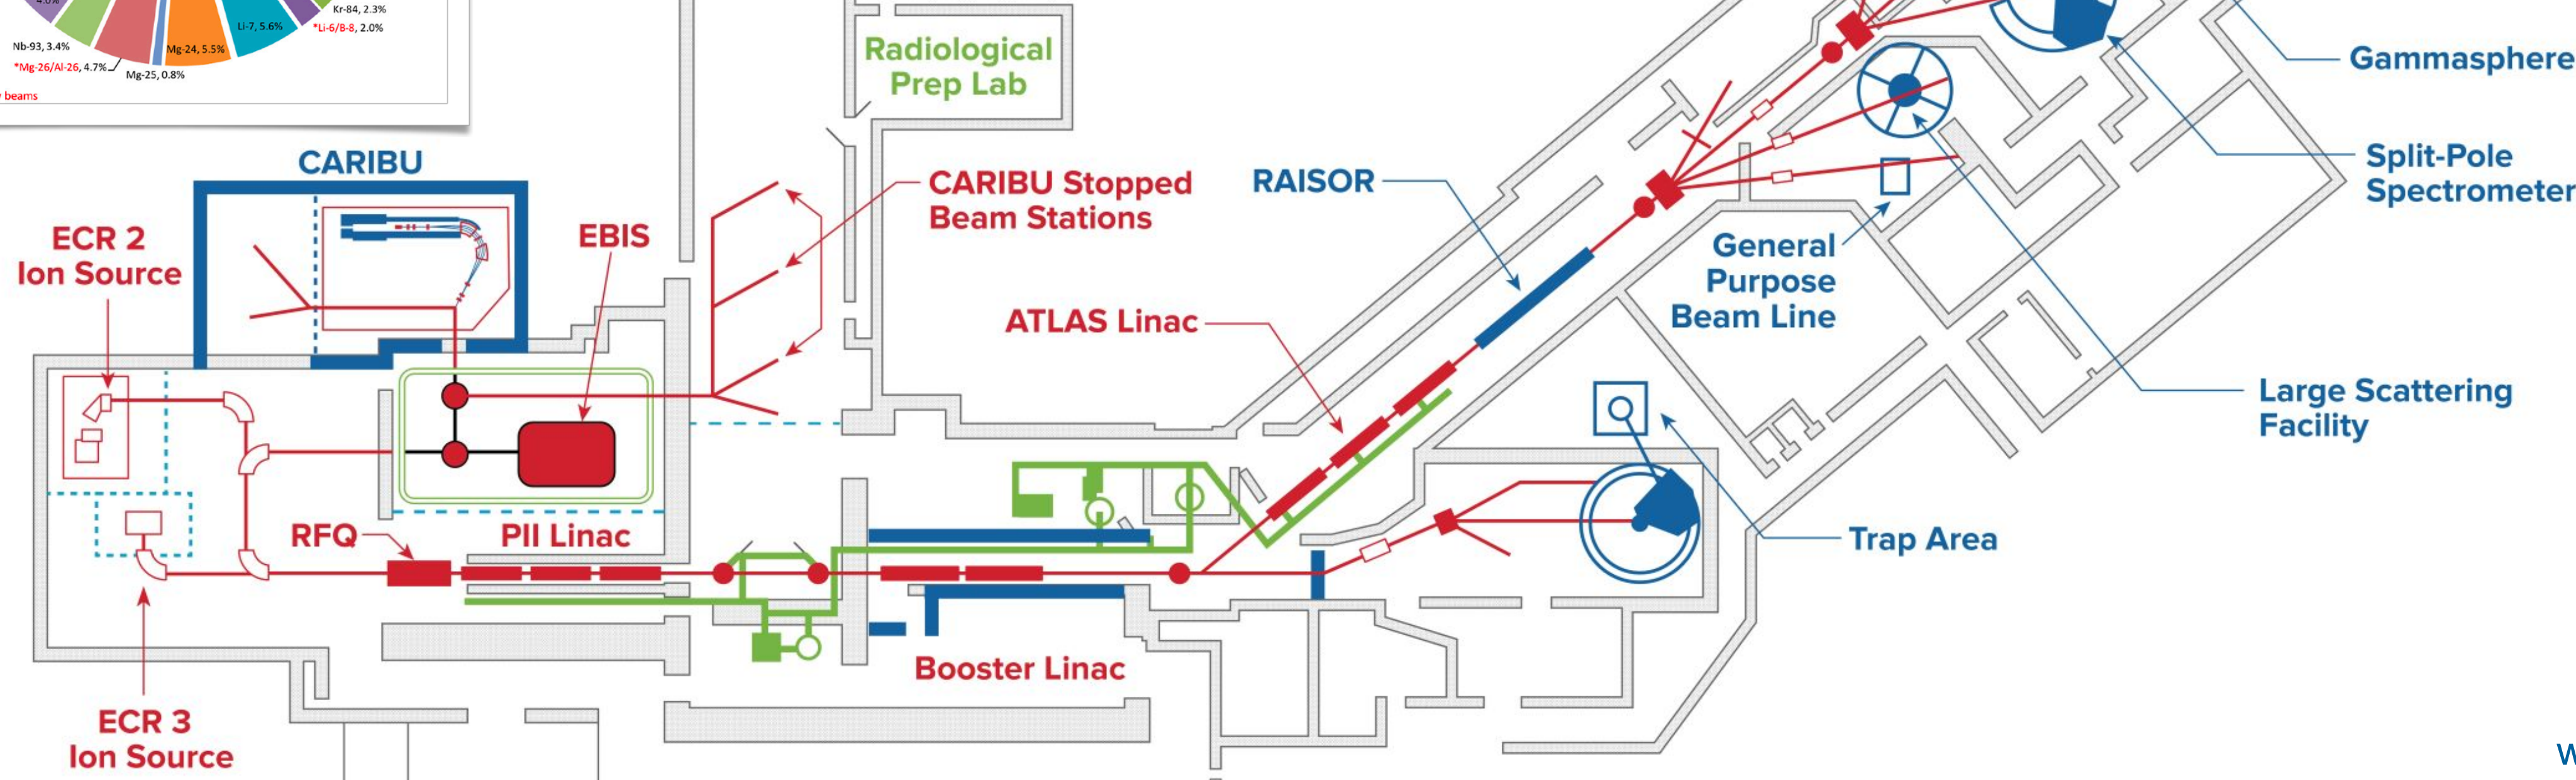 4.6%
Kr-84, 2.3%
Li-7, 5.6%
*Li-6/B-8, 2.0%
Nb-93, 3.4%
Mg-24, 5.5%
*Mg-26/Al-26, 4.7%
Mg-25, 0.8%
beams
Radiological
Prep Lab
Gammasphere
CARIBU
Split-Pole
Spectrometer
CARIBU Stopped
Beam Stations
RAISOR
ECR 2
Ion Source
EBIS
General
Purpose
Beam Line
ATLAS Linac
Large Scattering
Facility
RFQ
PII Linac
Trap Area
Booster Linac
ECR 3
Ion Source